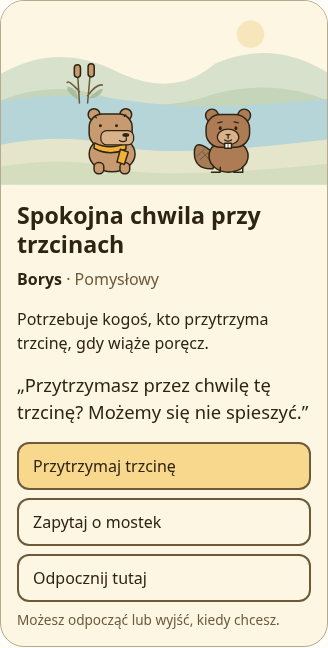 Spokojna chwila przy
trzcinach
Borys · Pomysłowy
Potrzebuje kogoś, kto przytrzyma
trzcinę, gdy wiąże poręcz.
„Przytrzymasz przez chwilę tę
trzcinę? Możemy się nie spieszyć.”
Przytrzymaj trzcinę
Zapytaj o mostek
Odpocznij tutaj
Możesz odpocząć lub wyjść, kiedy chcesz.